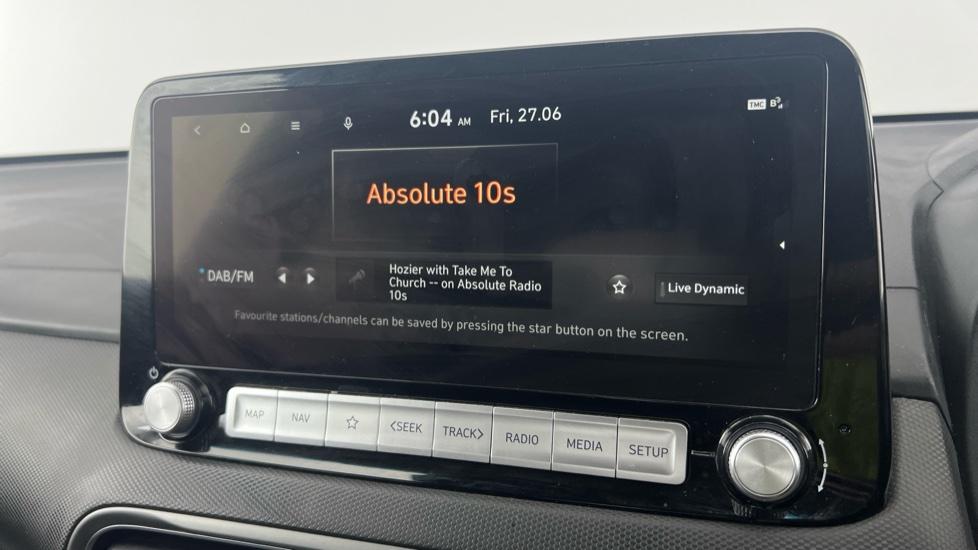 6:04 AM Fri, 27.06
TMC B
Absolute 10s
DAB/FM
Hozier with Take Me To
Church -- on Absolute Radio
10s
Live Dynamic
Favourite stations/channels can be saved by pressing the star button on the screen.
MAP
NAV
<SEEK
TRACK>
RADIO
MEDIA
SETUP